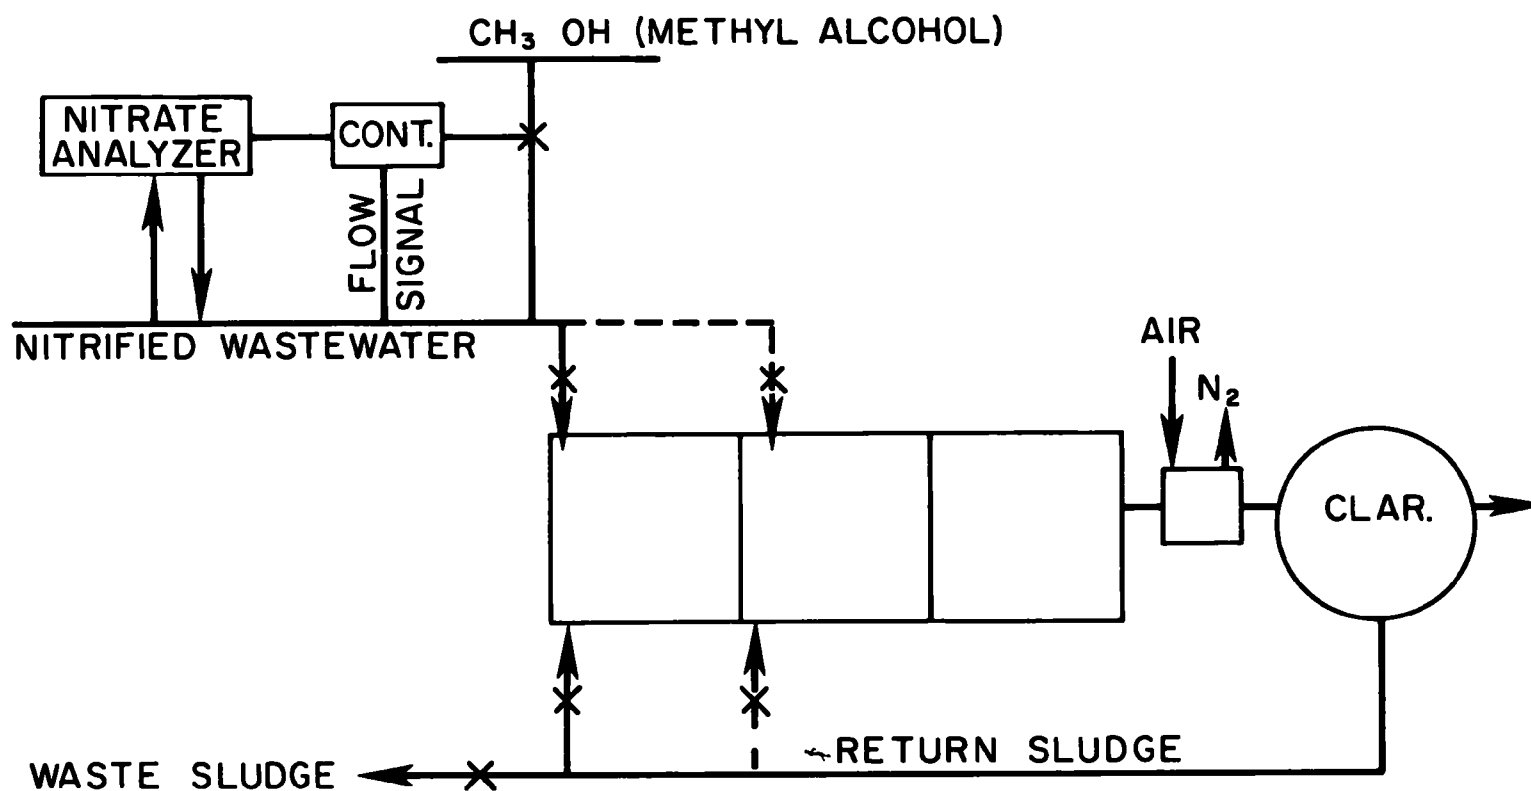 CH₃ OH (METHYL ALCOHOL)
NITRATE
ANALYZER
CONT.
FLOW
SIGNAL
NITRIFIED WASTEWATER
AIR
N₂
CLAR.
RETURN SLUDGE
WASTE SLUDGE